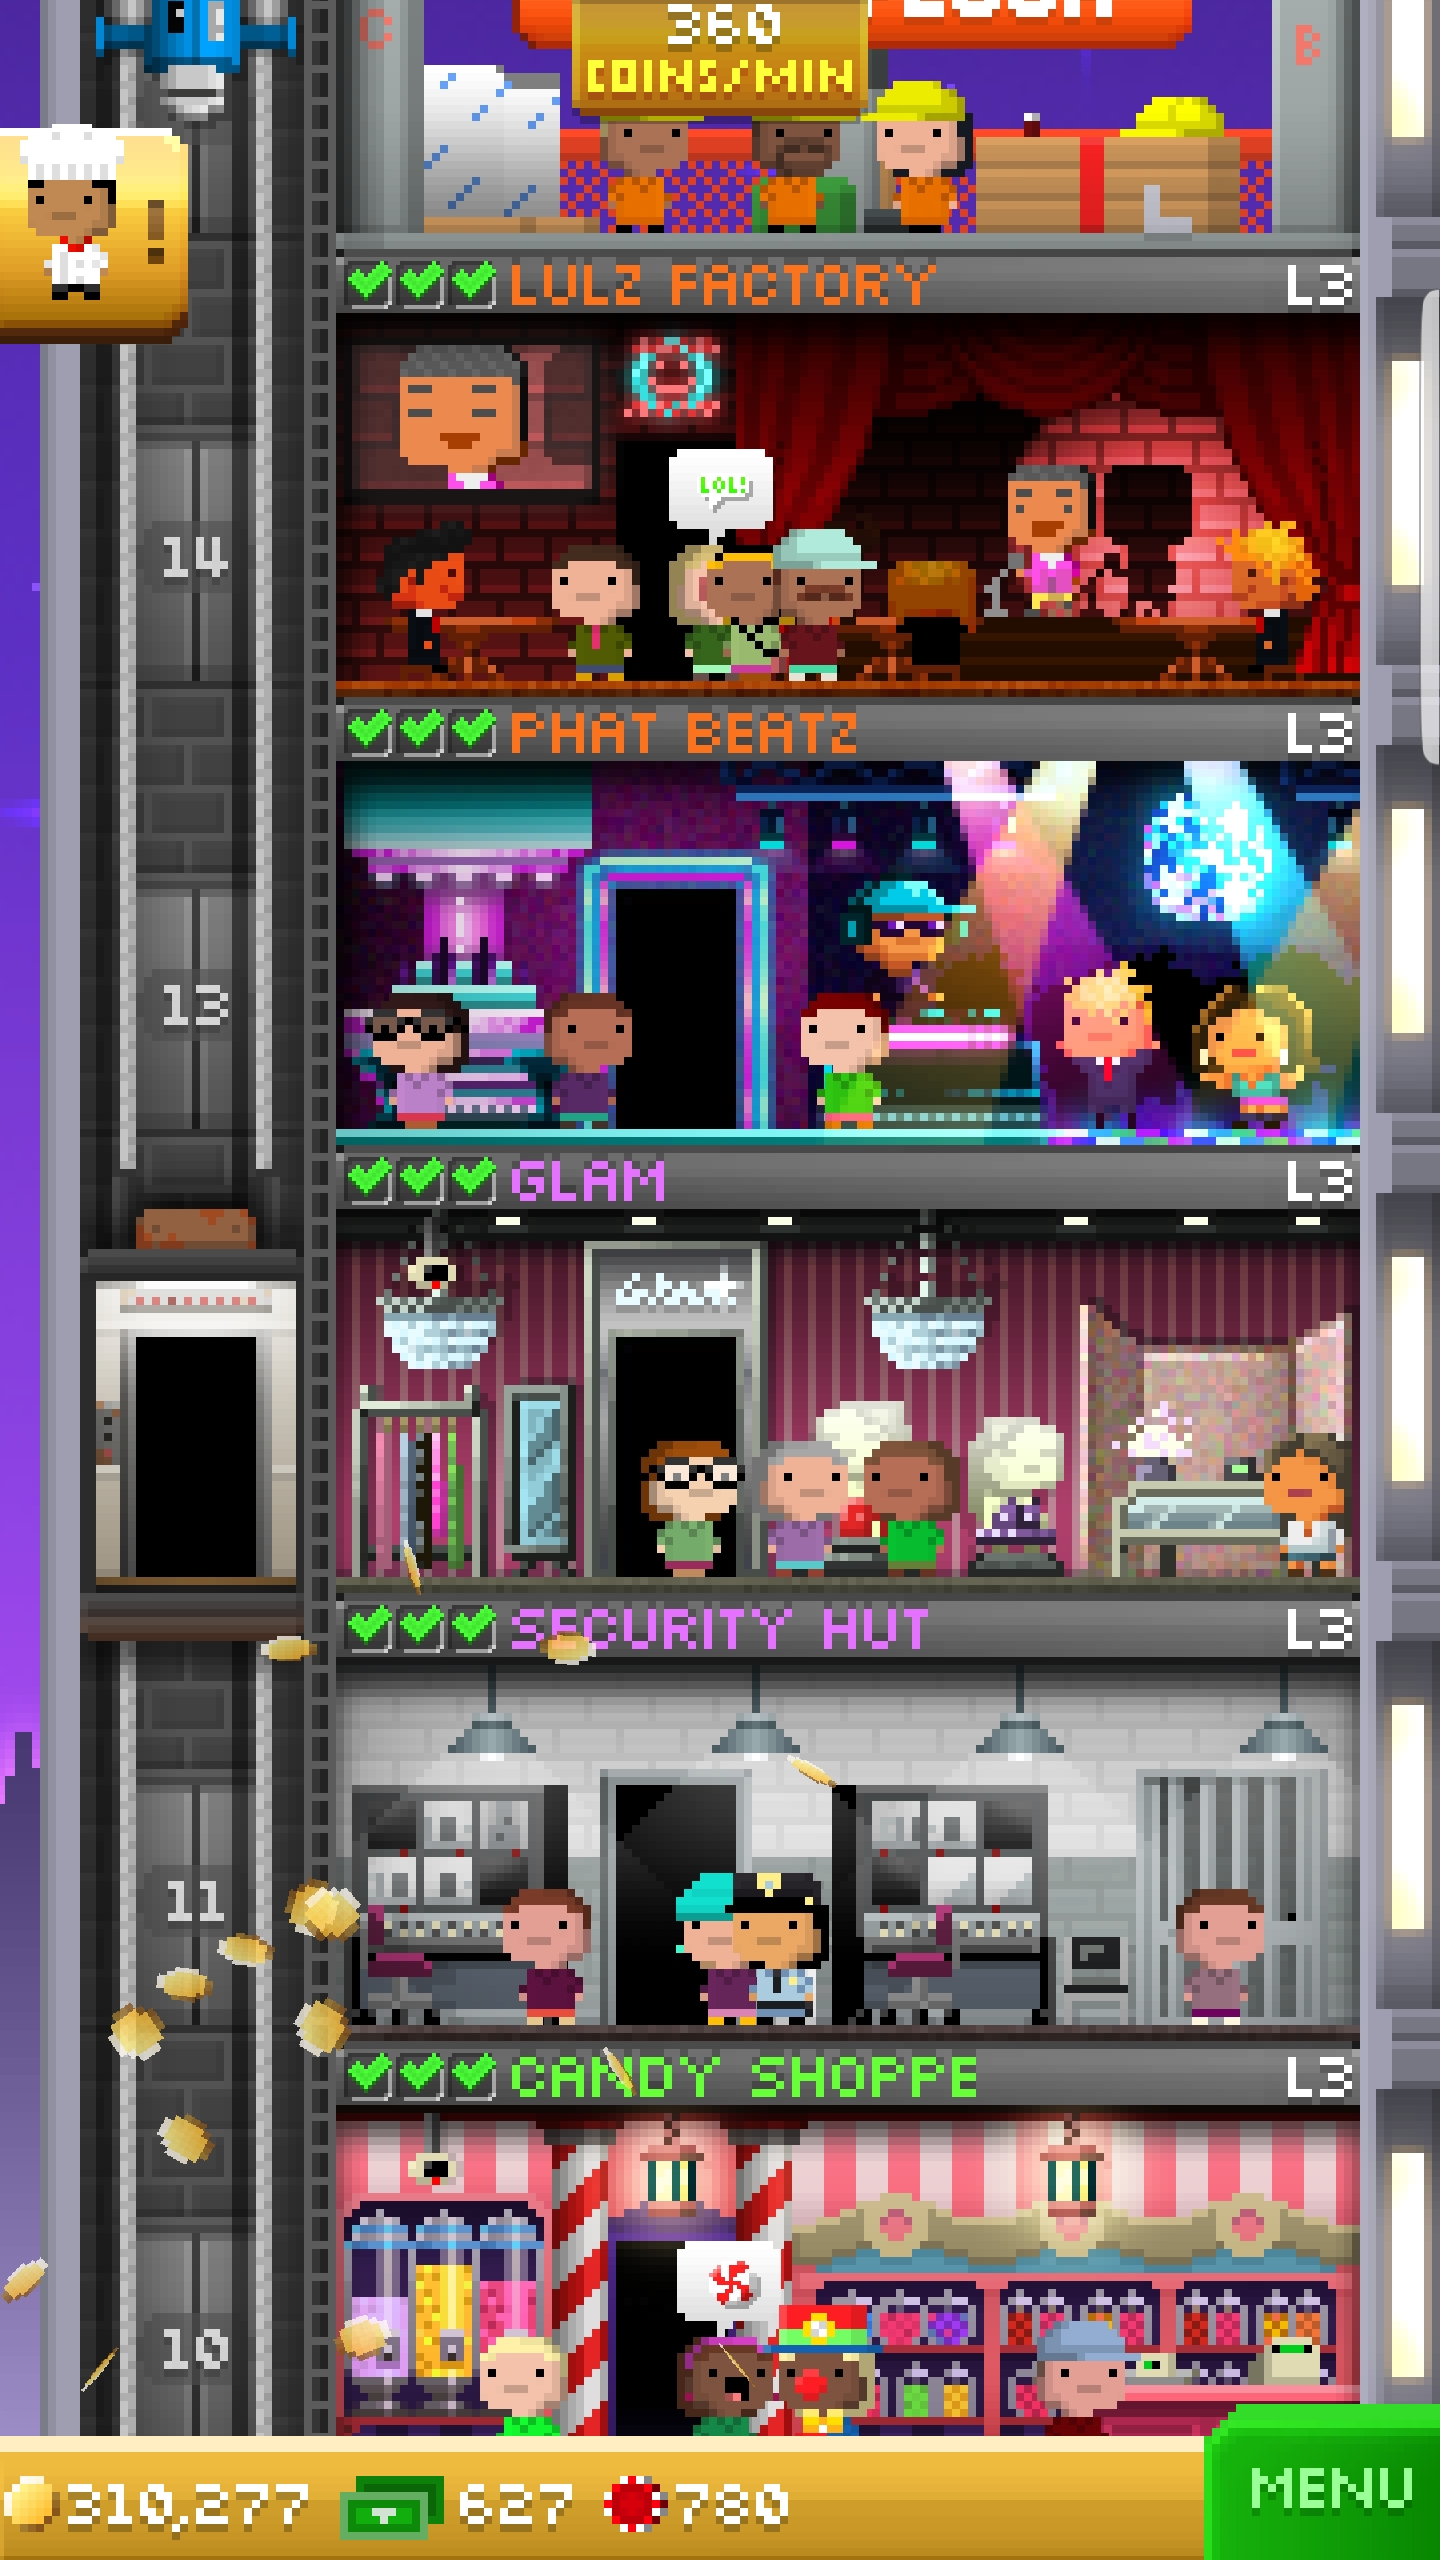 360
COINS/MIN
C
B
!
LULZ FACTORY L3
LOL!
14
PHAT BEATZ L3
13
GLAM L3
SECURITY HUT L3
11
CANDY SHOPPE L3
10
310,277 627 780
MENU